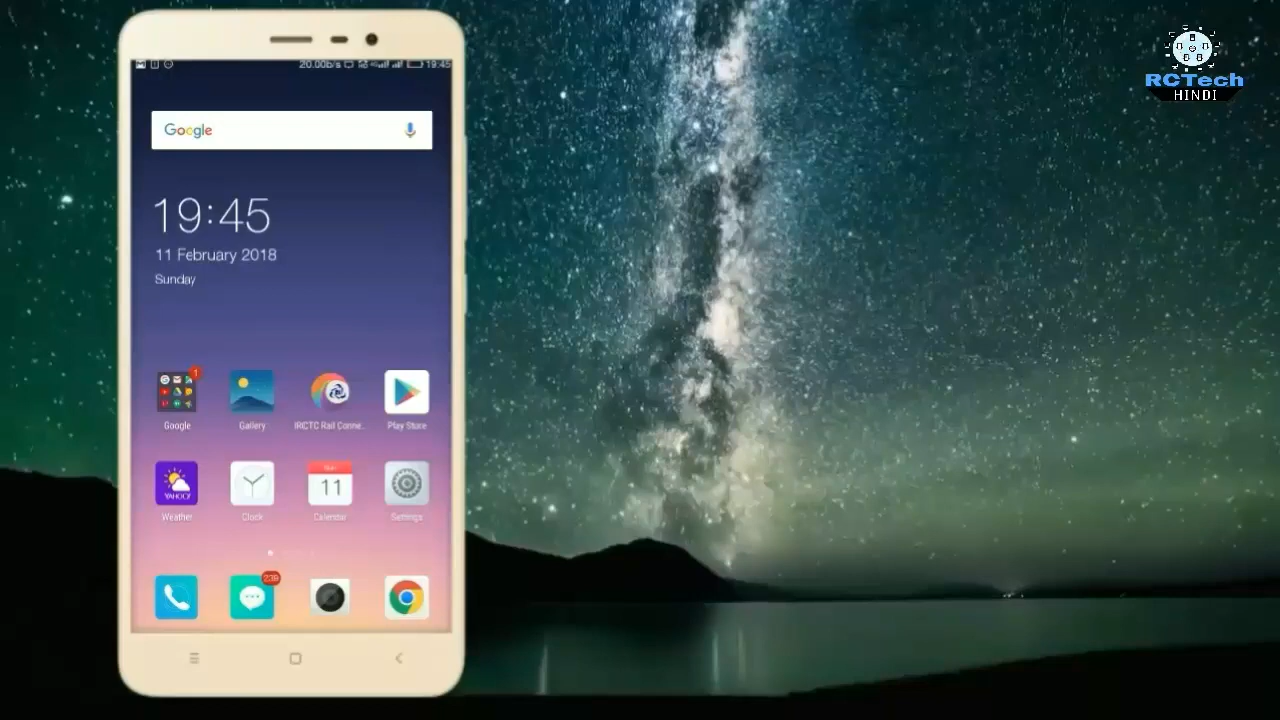 RCTech
HINDI
20.00b/s 19:45
Google
19:45
11 February 2018
Sunday
1
Google Gallery IRCTC Rail Conne.. Play Store
YAHOO!
11
Weather Clock Calendar Settings
239